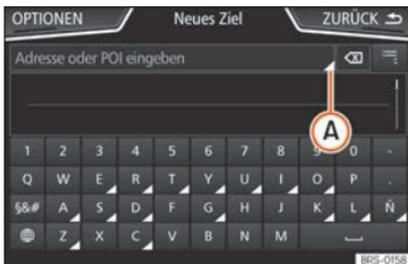 OPTIONEN Neues Ziel ZURÜCK
Adresse oder POI eingeben
A
1 2 3 4 5 6 7 8 9 0 -
Q W E R T Y U I O P .
§&# A S D F G H J K L Ñ
Z X C V B N M
BRS-0158